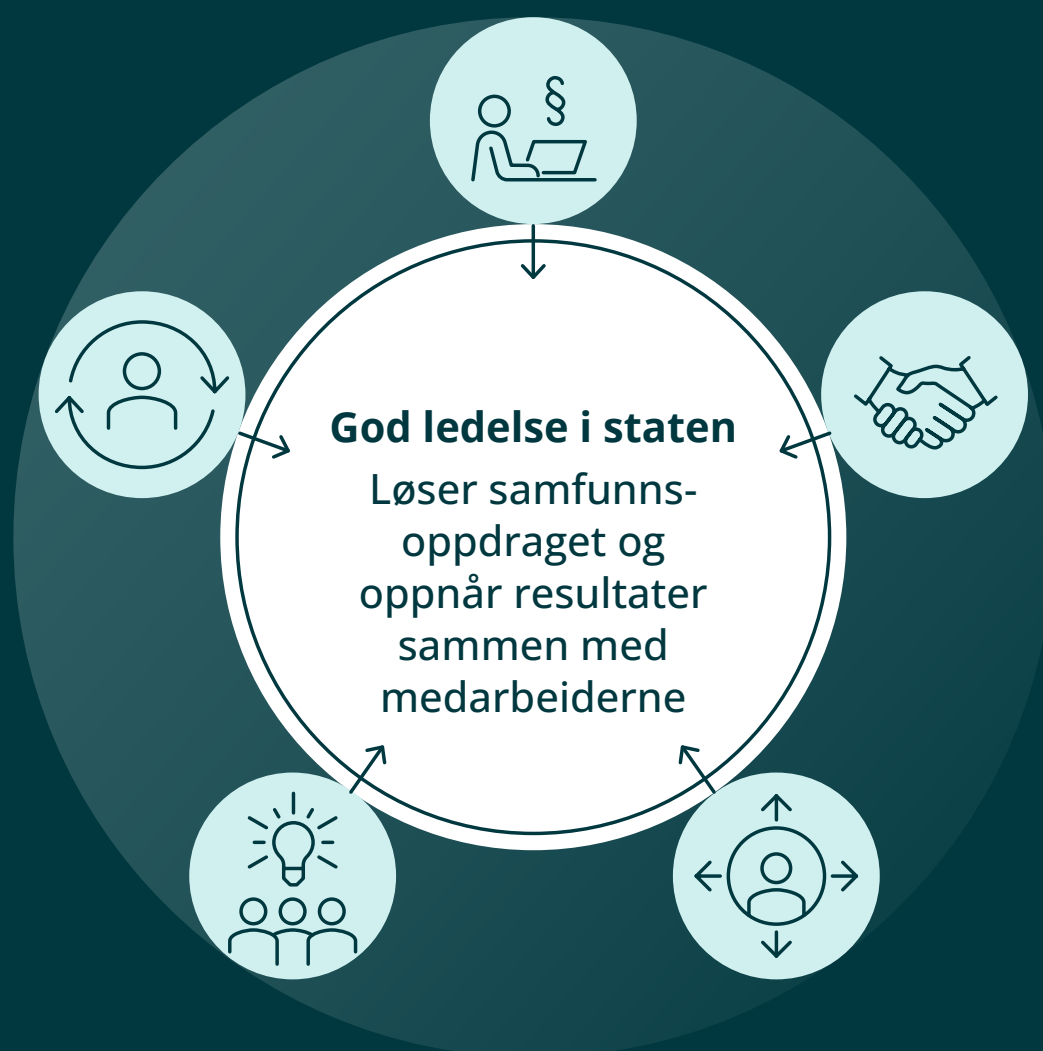 §
God ledelse i staten
Løser samfunns-
oppdraget og
oppnår resultater
sammen med
medarbeiderne